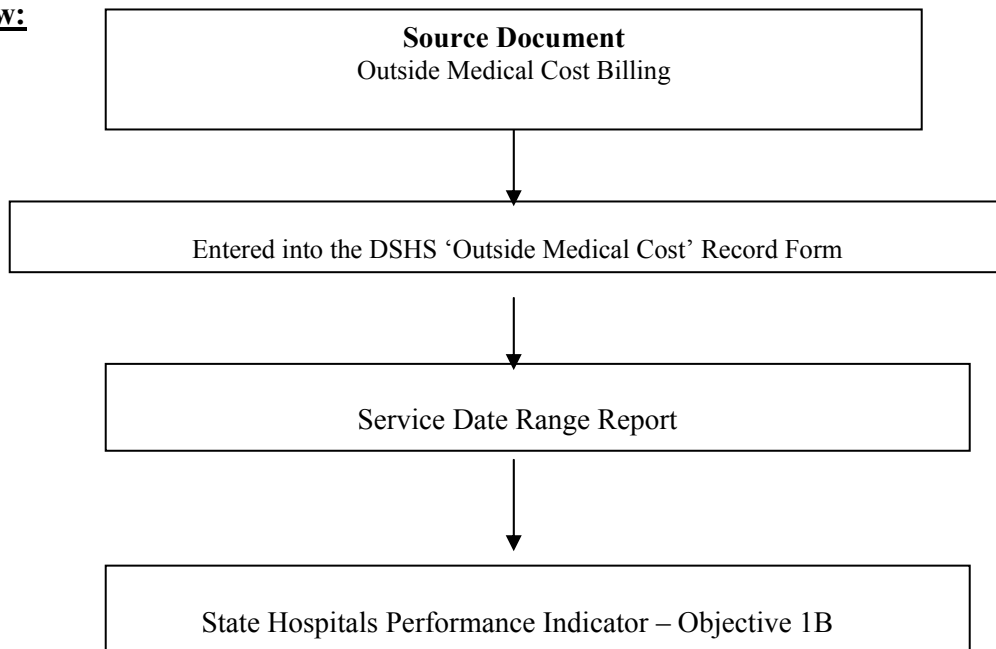 w:
Source Document
Outside Medical Cost Billing
Entered into the DSHS ‘Outside Medical Cost’ Record Form
Service Date Range Report
State Hospitals Performance Indicator – Objective 1B